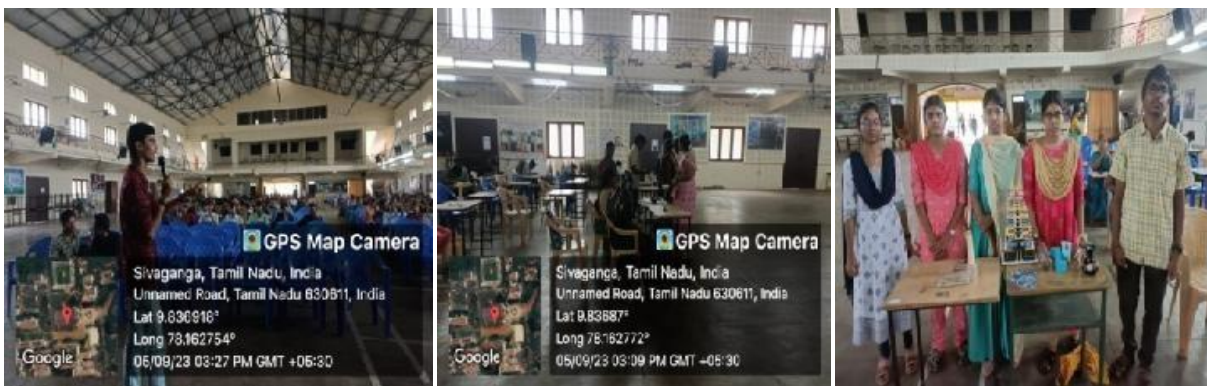 GPS Map Camera
Sivaganga, Tamil Nadu, India
Unnamed Road, Tamil Nadu 630611, India
Lat 9.836918°
Long 78.162754°
05/09/23 03:27 PM GMT +05:30
Google
GPS Map Camera
Sivaganga, Tamil Nadu, India
Unnamed Road, Tamil Nadu 630611, India
Lat 9.83687°
Long 78.162772°
05/09/23 03:09 PM GMT +05:30
Google